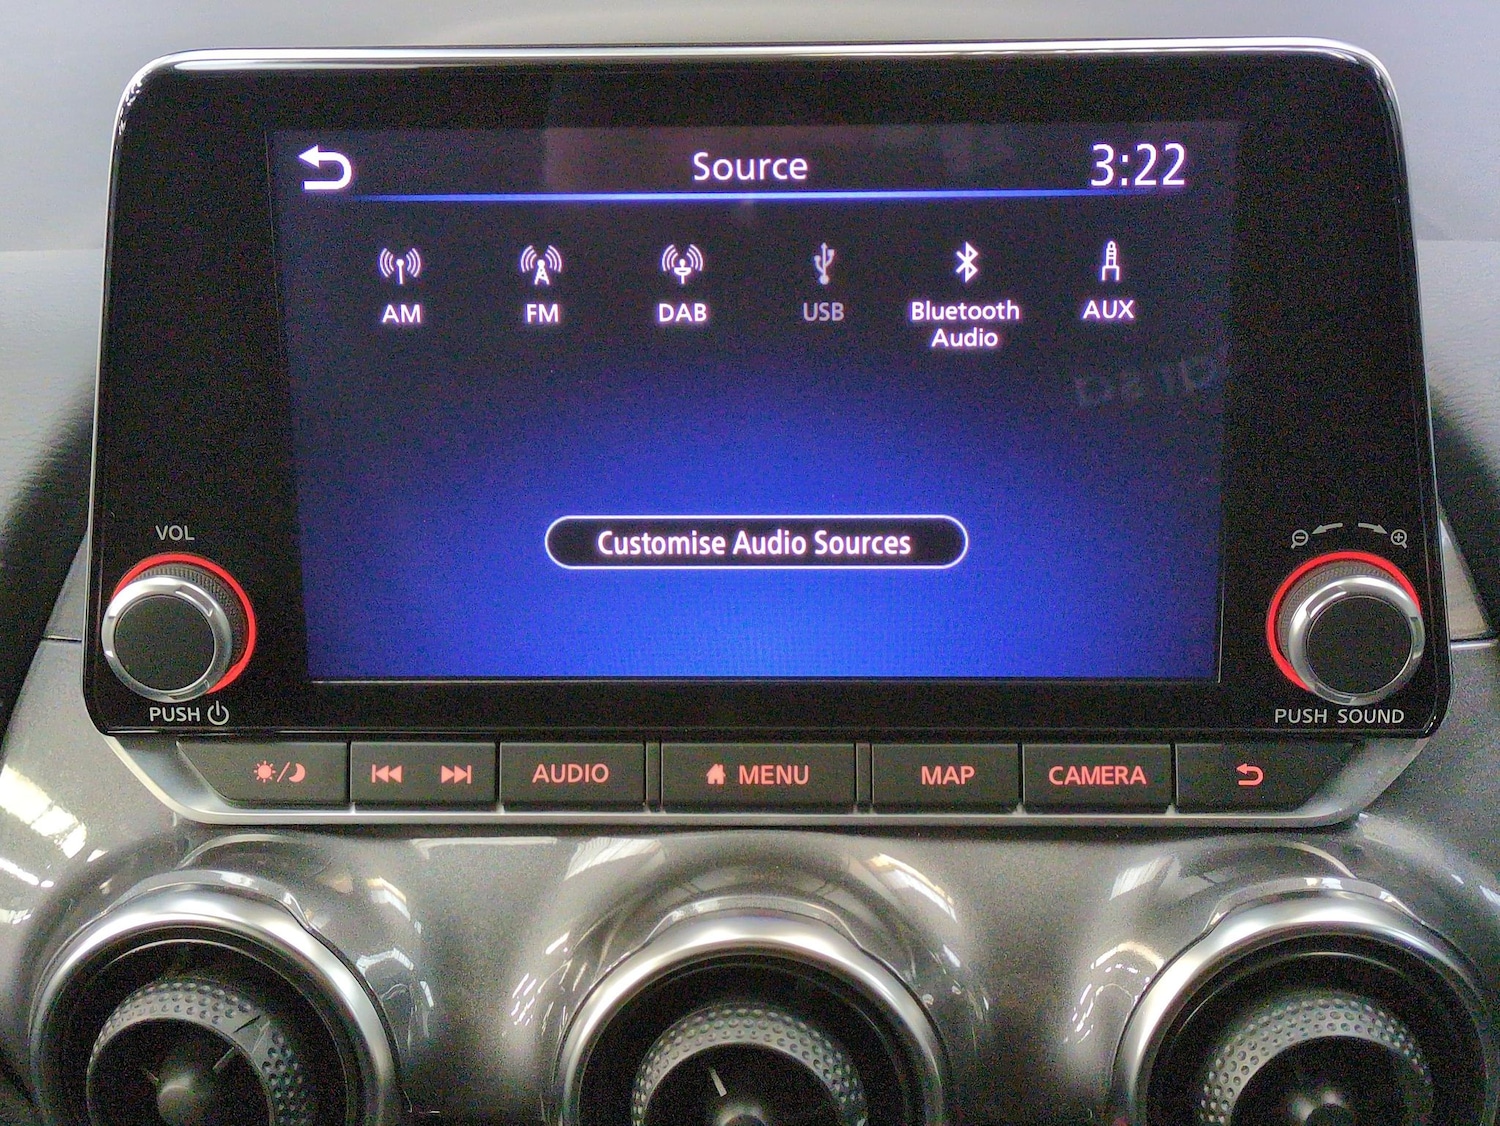 Source
3:22
AM
FM
DAB
USB
Bluetooth
Audio
AUX
Customise Audio Sources
VOL
PUSH
PUSH SOUND
AUDIO
MENU
MAP
CAMERA